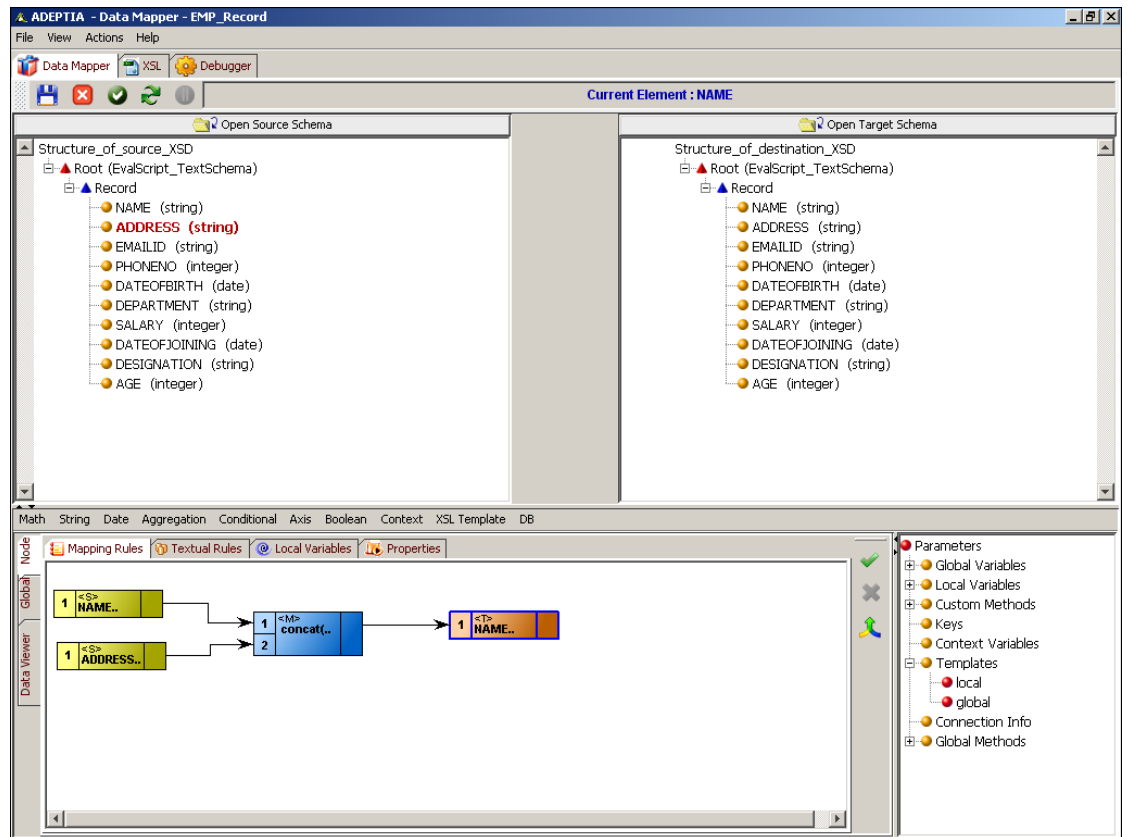 ADEPTIA - Data Mapper - EMP_Record
File View Actions Help
Data Mapper XSL Debugger
Current Element : NAME
Open Source Schema
Structure_of_source_XSD
Root (EvalScript_TextSchema)
Record
NAME (string)
ADDRESS (string)
EMAILID (string)
PHONENO (integer)
DATEOFBIRTH (date)
DEPARTMENT (string)
SALARY (integer)
DATEOFJOINING (date)
DESIGNATION (string)
AGE (integer)
Open Target Schema
Structure_of_destination_XSD
Root (EvalScript_TextSchema)
Record
NAME (string)
ADDRESS (string)
EMAILID (string)
PHONENO (integer)
DATEOFBIRTH (date)
DEPARTMENT (string)
SALARY (integer)
DATEOFJOINING (date)
DESIGNATION (string)
AGE (integer)
Math String Date Aggregation Conditional Axis Boolean Context XSL Template DB
Node
Global
Data Viewer
Mapping Rules Textual Rules Local Variables Properties
1 <S> NAME..
1 <S> ADDRESS..
1 <M> concat(..
2
1 <T> NAME..
Parameters
Global Variables
Local Variables
Custom Methods
Keys
Context Variables
Templates
local
global
Connection Info
Global Methods